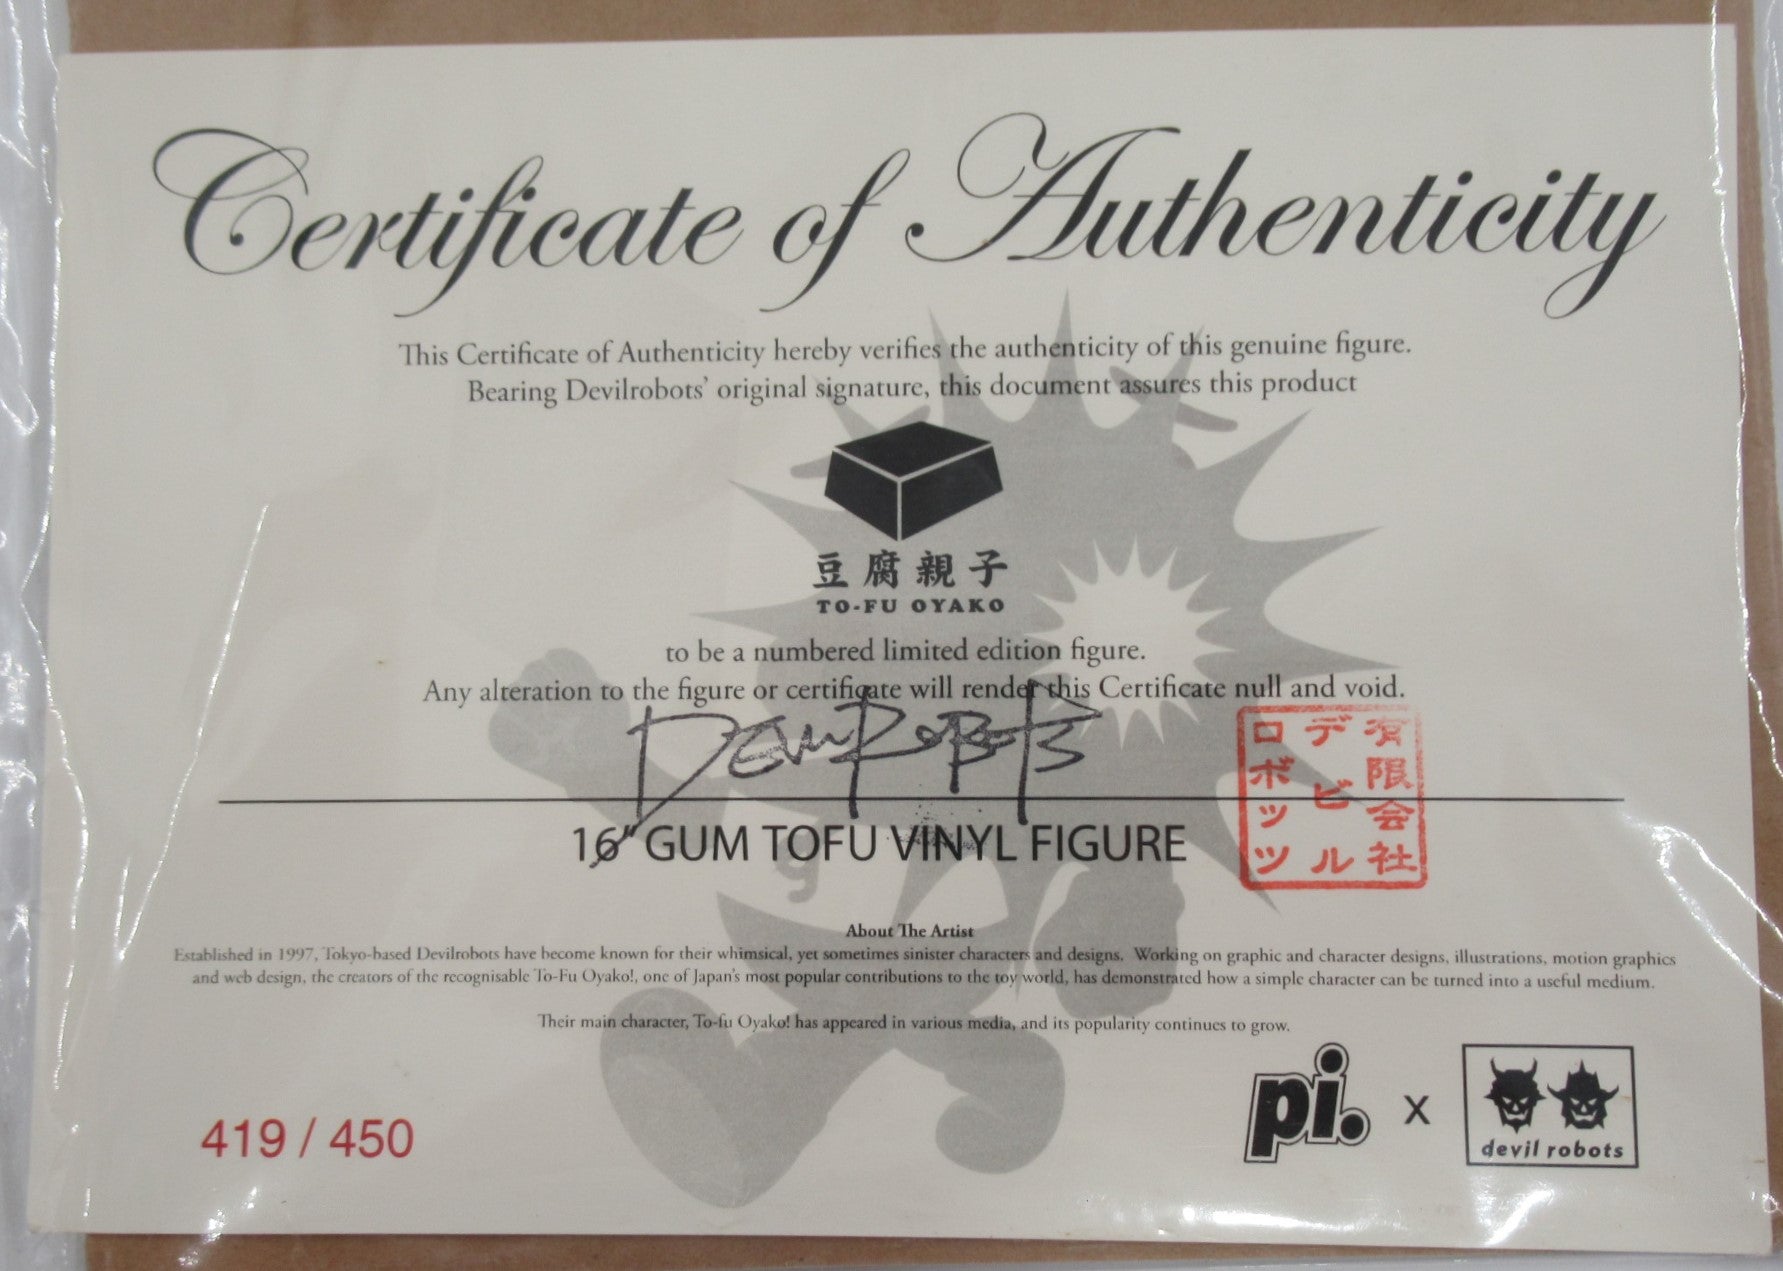 Certificate of Authenticity
This Certificate of Authenticity hereby verifies the authenticity of this genuine figure.
Bearing Devilrobots' original signature, this document assures this product
豆腐親子
TO-FU OYAKO
to be a numbered limited edition figure.
Any alteration to the figure or certificate will render this Certificate null and void.
DEVILROBOTS
有限会社
デビル
ロボッツ
16" GUM TOFU VINYL FIGURE
About The Artist
Established in 1997, Tokyo-based Devilrobots have become known for their whimsical, yet sometimes sinister characters and designs. Working on graphic and character designs, illustrations, motion graphics
and web design, the creators of the recognisable To-Fu Oyako!, one of Japan's most popular contributions to the toy world, has demonstrated how a simple character can be turned into a useful medium.
Their main character, To-fu Oyako! has appeared in various media, and its popularity continues to grow.
419 / 450
pi. x devil robots